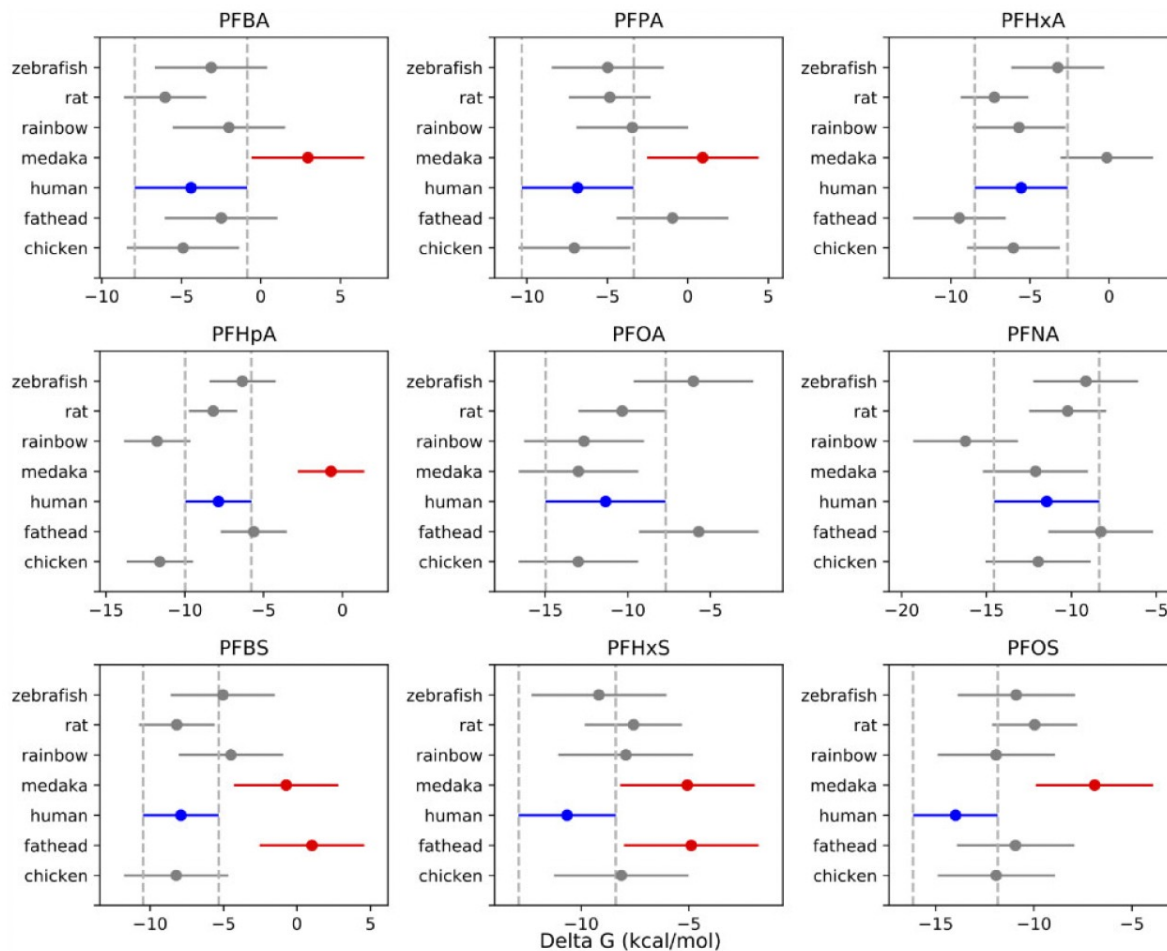 PFBA PFPA PFHxA
zebrafish zebrafish zebrafish
rat rat rat
rainbow rainbow rainbow
medaka medaka medaka
human human human
fathead fathead fathead
chicken chicken chicken
−10 −5 0 5 −10 −5 0 5 −10 −5 0
PFHpA PFOA PFNA
zebrafish zebrafish zebrafish
rat rat rat
rainbow rainbow rainbow
medaka medaka medaka
human human human
fathead fathead fathead
chicken chicken chicken
−15 −10 −5 0 −15 −10 −5 −20 −15 −10 −5
PFBS PFHxS PFOS
zebrafish zebrafish zebrafish
rat rat rat
rainbow rainbow rainbow
medaka medaka medaka
human human human
fathead fathead fathead
chicken chicken chicken
−10 −5 0 5 −10 −5 −15 −10 −5
Delta G (kcal/mol)